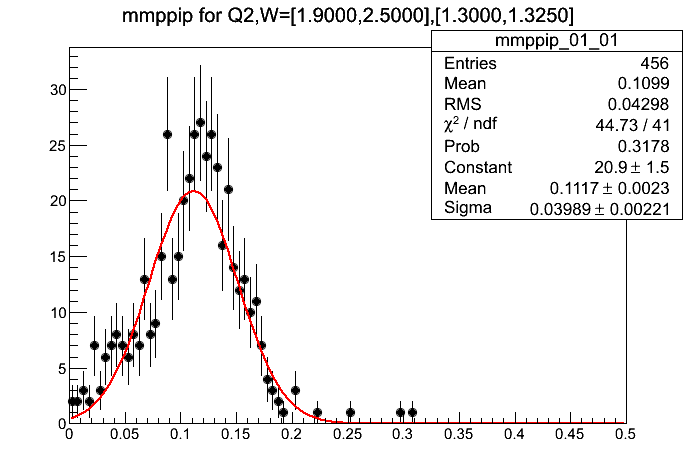 mmppip for Q2,W=[1.9000,2.5000],[1.3000,1.3250]
mmppip_01_01
Entries 456
Mean 0.1099
RMS 0.04298
χ² / ndf 44.73 / 41
Prob 0.3178
Constant 20.9 ± 1.5
Mean 0.1117 ± 0.0023
Sigma 0.03989 ± 0.00221
30
25
20
15
10
5
0
0 0.05 0.1 0.15 0.2 0.25 0.3 0.35 0.4 0.45 0.5